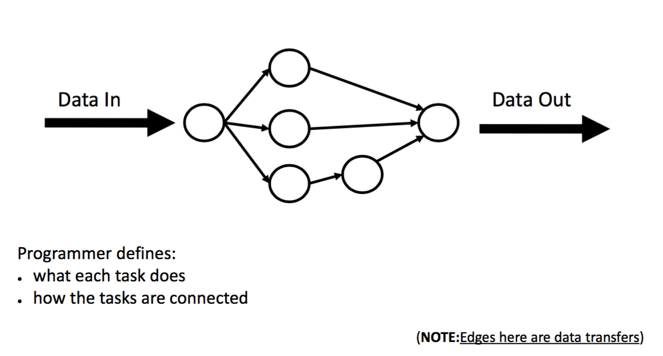 Data In
Data Out
Programmer defines:
• what each task does
• how the tasks are connected
(NOTE:Edges here are data transfers)